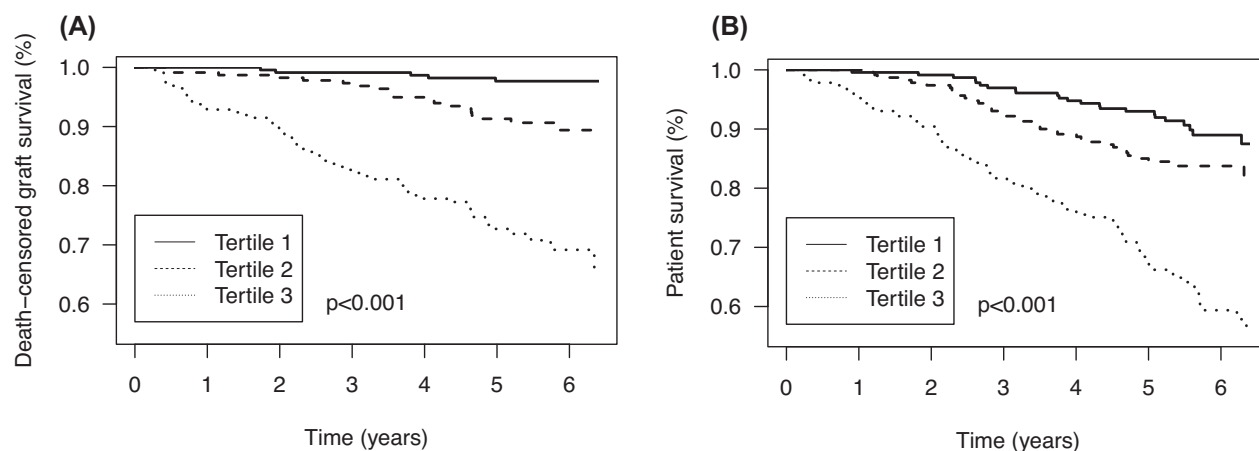 (A)
Death−censored graft survival (%)
1.0
0.9
0.8
0.7
0.6
Tertile 1
Tertile 2
Tertile 3
p<0.001
0 1 2 3 4 5 6
Time (years)
(B)
Patient survival (%)
1.0
0.9
0.8
0.7
0.6
Tertile 1
Tertile 2
Tertile 3
p<0.001
0 1 2 3 4 5 6
Time (years)